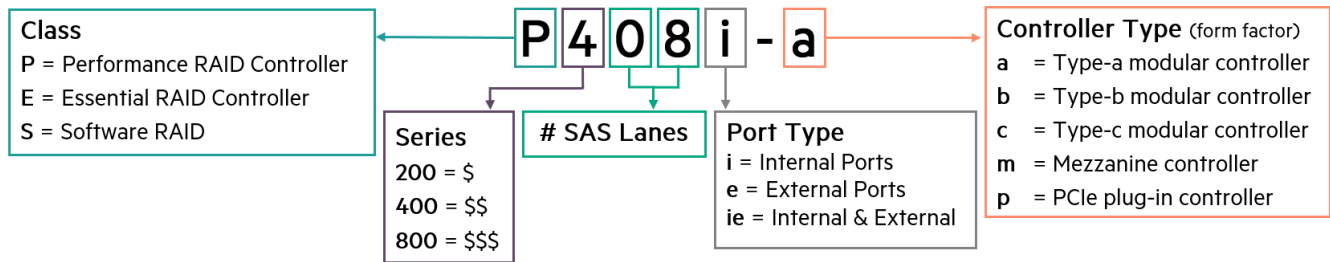 P408i-a
Class
P = Performance RAID Controller
E = Essential RAID Controller
S = Software RAID
Series
200 = $
400 = $$
800 = $$$
# SAS Lanes
Port Type
i = Internal Ports
e = External Ports
ie = Internal & External
Controller Type (form factor)
a = Type-a modular controller
b = Type-b modular controller
c = Type-c modular controller
m = Mezzanine controller
p = PCIe plug-in controller